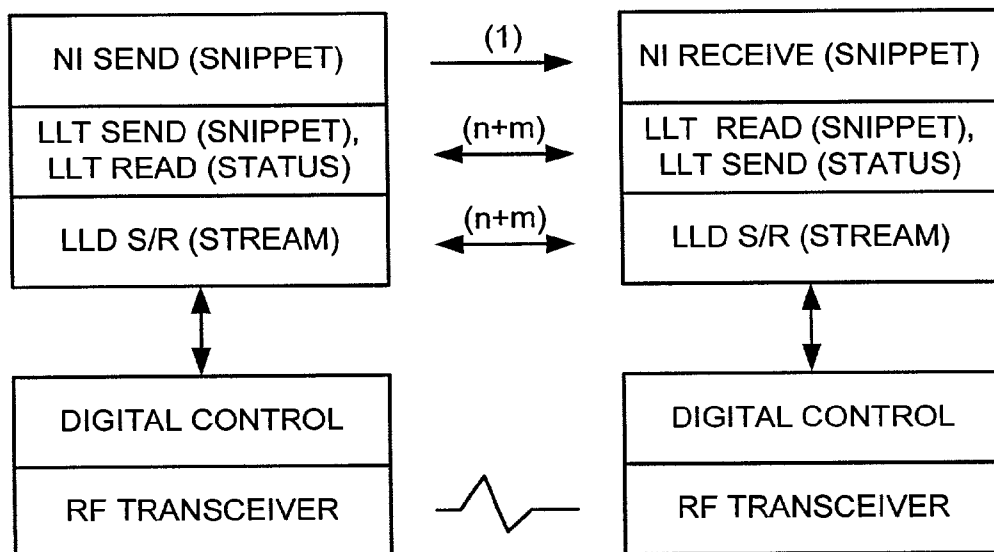 NI SEND (SNIPPET)
(1)
NI RECEIVE (SNIPPET)
LLT SEND (SNIPPET),
LLT READ (STATUS)
(n+m)
LLT READ (SNIPPET),
LLT SEND (STATUS)
LLD S/R (STREAM)
(n+m)
LLD S/R (STREAM)
DIGITAL CONTROL
DIGITAL CONTROL
RF TRANSCEIVER
RF TRANSCEIVER